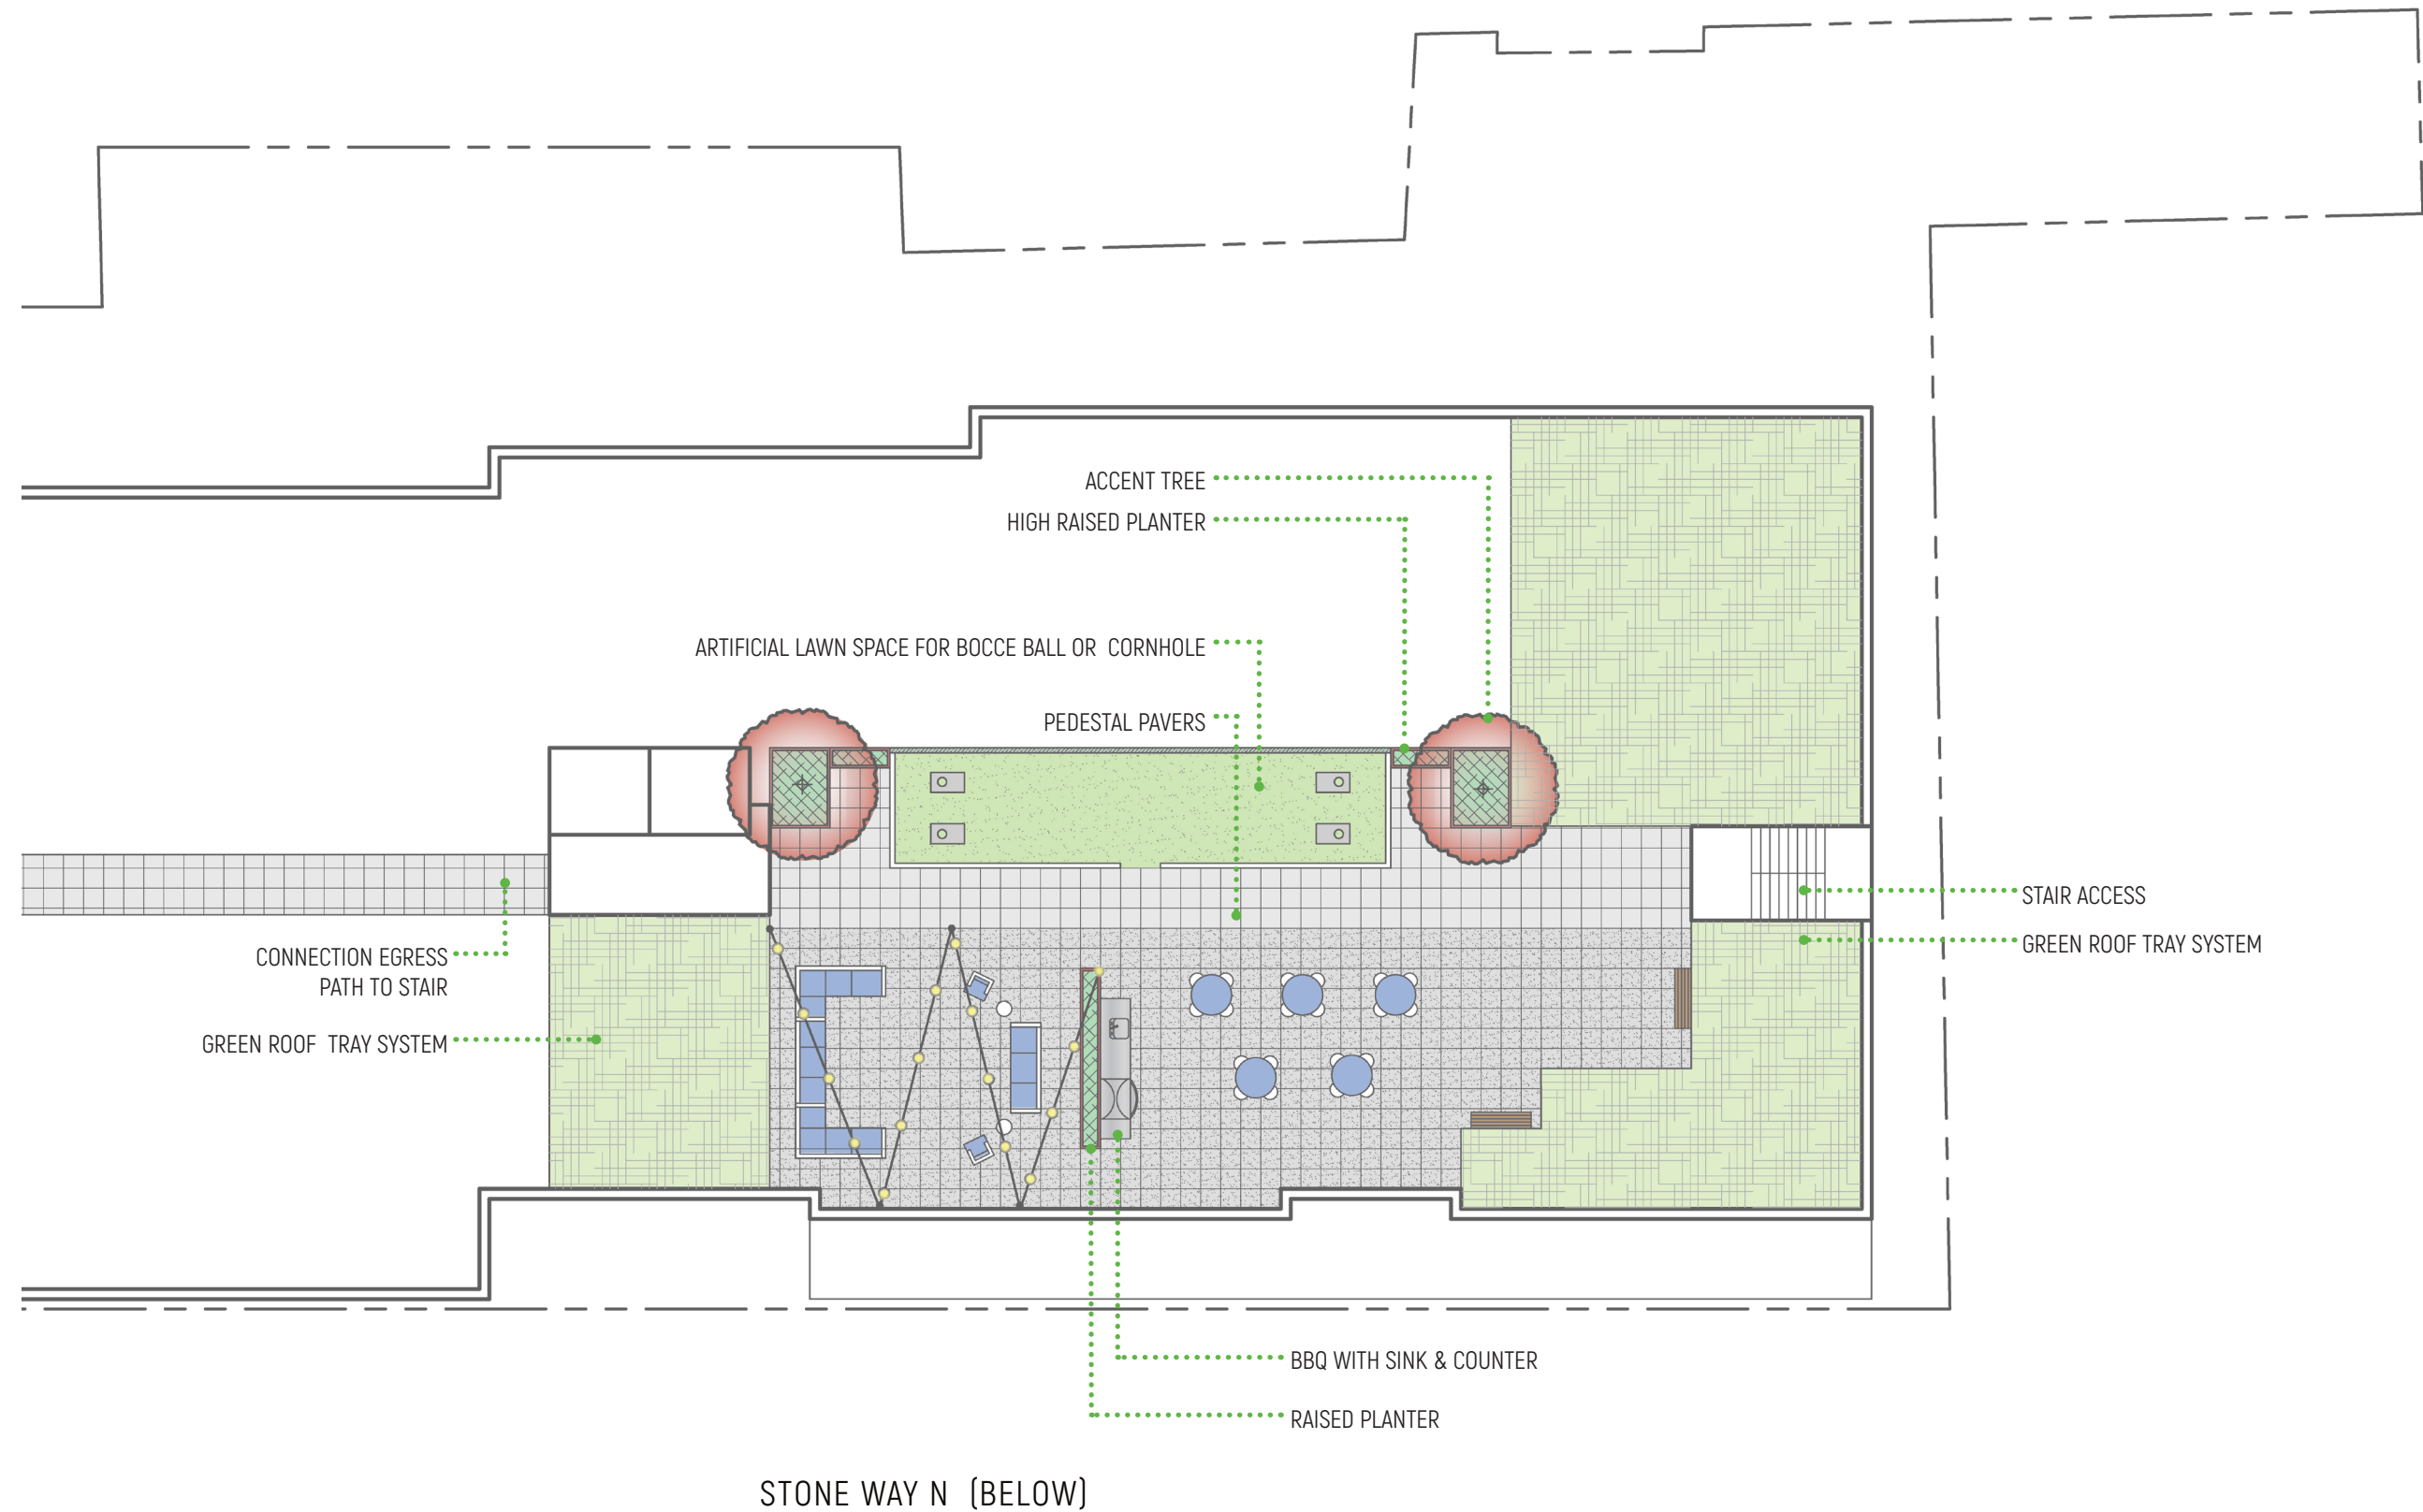 ACCENT TREE
HIGH RAISED PLANTER
ARTIFICIAL LAWN SPACE FOR BOCCE BALL OR CORNHOLE
PEDESTAL PAVERS
STAIR ACCESS
GREEN ROOF TRAY SYSTEM
CONNECTION EGRESS
PATH TO STAIR
GREEN ROOF TRAY SYSTEM
BBQ WITH SINK & COUNTER
RAISED PLANTER
STONE WAY N (BELOW)